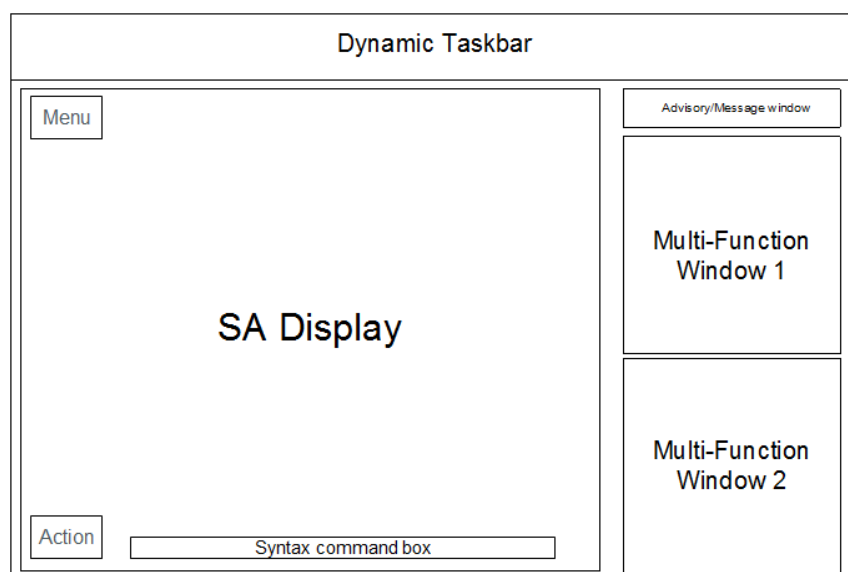 Dynamic Taskbar
Menu
Advisory/Message window
Multi-Function
Window 1
SA Display
Multi-Function
Window 2
Action
Syntax command box